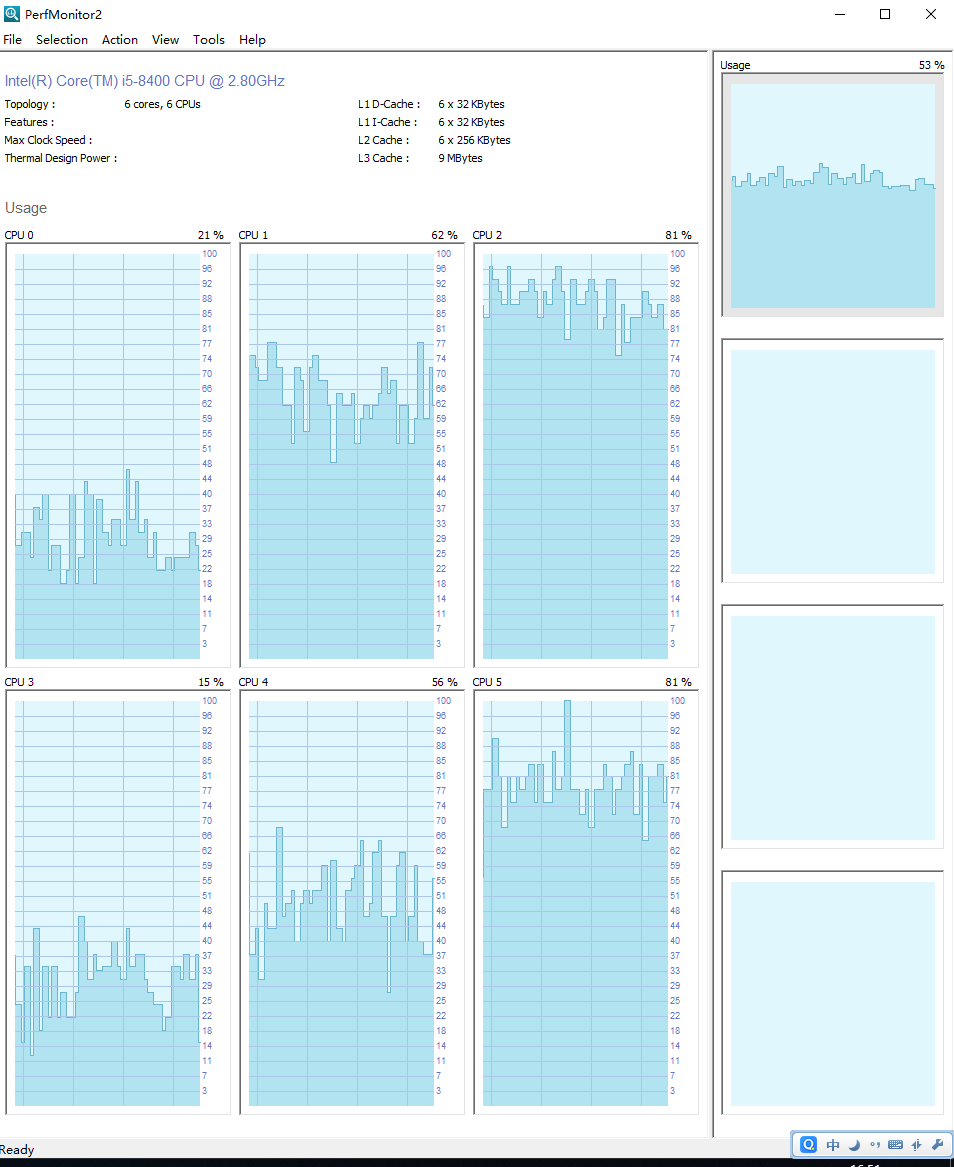 PerfMonitor2
File Selection Action View Tools Help
Intel(R) Core(TM) i5-8400 CPU @ 2.80GHz
Topology : 6 cores, 6 CPUs L1 D-Cache : 6 x 32 KBytes
Features : L1 I-Cache : 6 x 32 KBytes
Max Clock Speed : L2 Cache : 6 x 256 KBytes
Thermal Design Power : L3 Cache : 9 MBytes
Usage 53 %
Usage
CPU 0 21 % CPU 1 62 % CPU 2 81 %
100 100 100
96 96 96
92 92 92
88 88 88
85 85 85
81 81 81
77 77 77
74 74 74
70 70 70
66 66 66
62 62 62
59 59 59
55 55 55
51 51 51
48 48 48
44 44 44
40 40 40
37 37 37
33 33 33
29 29 29
25 25 25
22 22 22
18 18 18
14 14 14
11 11 11
7 7 7
3 3 3
CPU 3 15 % CPU 4 56 % CPU 5 81 %
100 100 100
96 96 96
92 92 92
88 88 88
85 85 85
81 81 81
77 77 77
74 74 74
70 70 70
66 66 66
62 62 62
59 59 59
55 55 55
51 51 51
48 48 48
44 44 44
40 40 40
37 37 37
33 33 33
29 29 29
25 25 25
22 22 22
18 18 18
14 14 14
11 11 11
7 7 7
3 3 3
Ready
中